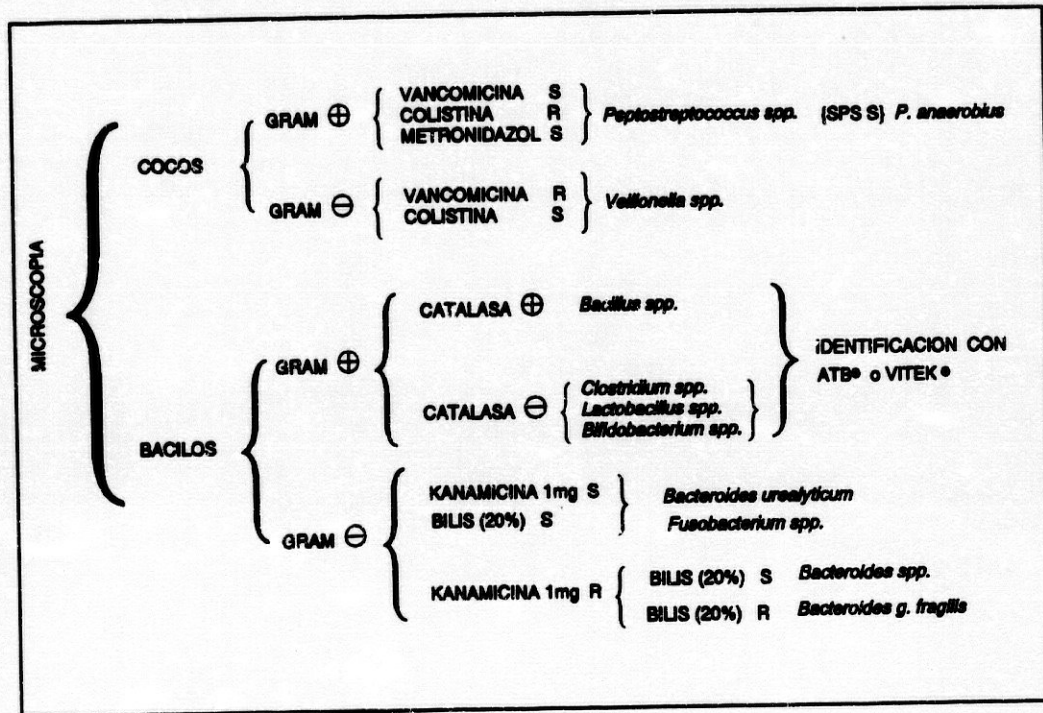 MICROSCOPIA
COCOS
GRAM ⊕
VANCOMICINA S
COLISTINA R
METRONIDAZOL S
Peptostreptococcus spp. {SPS S} P. anaerobius
GRAM ⊖
VANCOMICINA R
COLISTINA S
Veillonella spp.
BACILOS
GRAM ⊕
CATALASA ⊕ Bacillus spp.
CATALASA ⊖
Clostridium spp.
Lactobacillus spp.
Bifidobacterium spp.
IDENTIFICACION CON
ATB® o VITEK®
GRAM ⊖
KANAMICINA 1mg S
BILIS (20%) S
Bacteroides urealyticum
Fusobacterium spp.
KANAMICINA 1mg R
BILIS (20%) S Bacteroides spp.
BILIS (20%) R Bacteroides g. fragilis